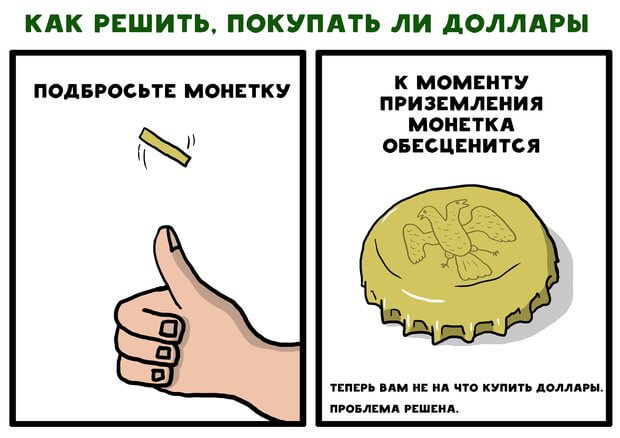 КАК РЕШИТЬ, ПОКУПАТЬ ЛИ ДОЛЛАРЫ
ПОДБРОСЬТЕ МОНЕТКУ
К МОМЕНТУ
ПРИЗЕМЛЕНИЯ
МОНЕТКА
ОБЕСЦЕНИТСЯ
ТЕПЕРЬ ВАМ НЕ НА ЧТО КУПИТЬ ДОЛЛАРЫ.
ПРОБЛЕМА РЕШЕНА.